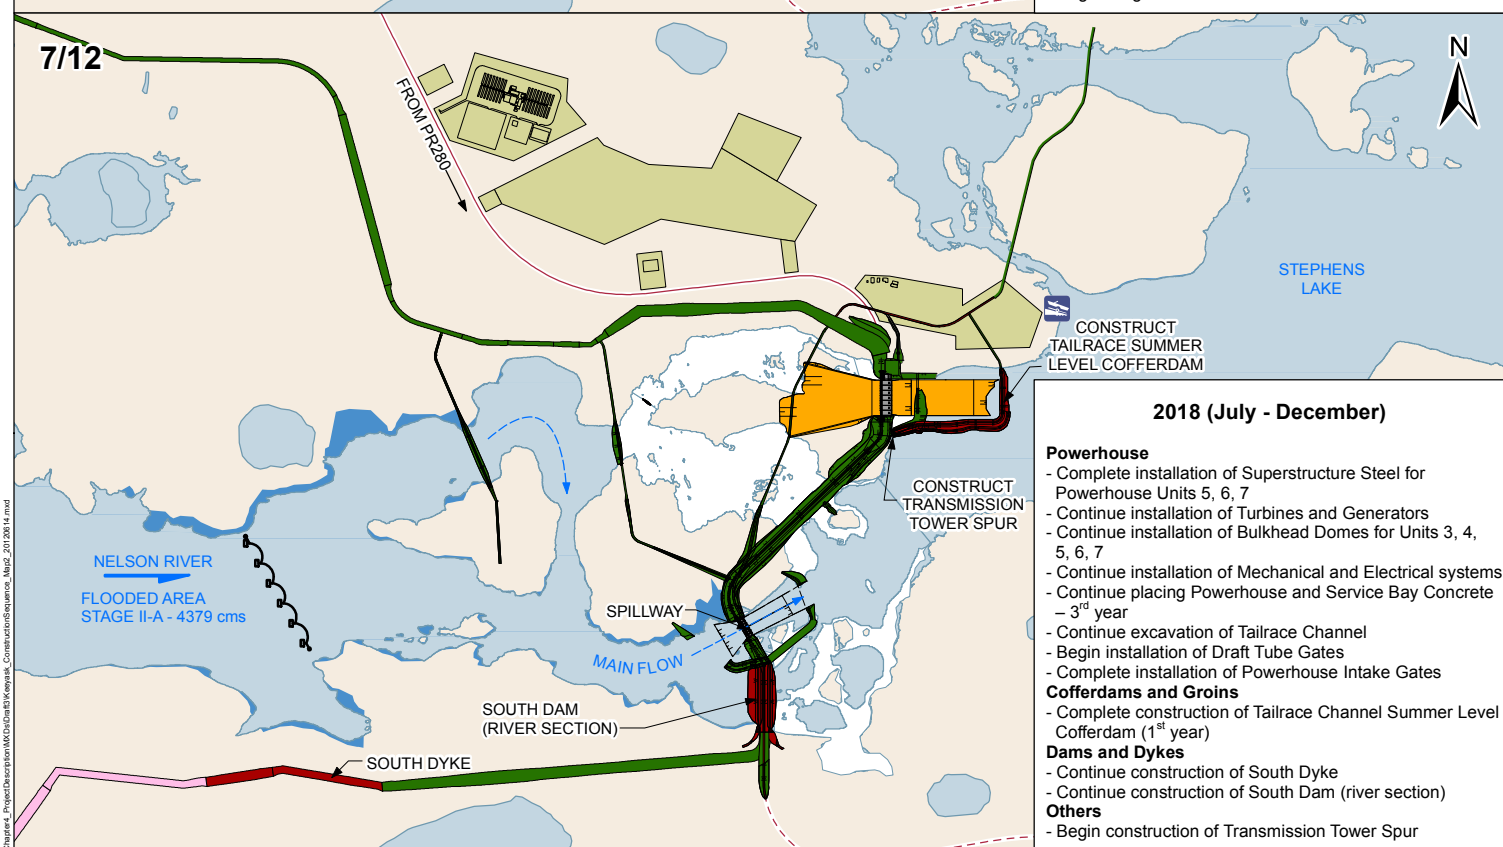 7/12
N
FROM PR280
STEPHENS
LAKE
CONSTRUCT
TAILRACE SUMMER
LEVEL COFFERDAM
CONSTRUCT
TRANSMISSION
TOWER SPUR
NELSON RIVER
FLOODED AREA
STAGE II-A - 4379 cms
SPILLWAY
MAIN FLOW
SOUTH DAM
(RIVER SECTION)
SOUTH DYKE
2018 (July - December)
Powerhouse
- Complete installation of Superstructure Steel for
Powerhouse Units 5, 6, 7
- Continue installation of Turbines and Generators
- Continue installation of Bulkhead Domes for Units 3, 4,
5, 6, 7
- Continue installation of Mechanical and Electrical systems
- Continue placing Powerhouse and Service Bay Concrete
– 3rd year
- Continue excavation of Tailrace Channel
- Begin installation of Draft Tube Gates
- Complete installation of Powerhouse Intake Gates
Cofferdams and Groins
- Complete construction of Tailrace Channel Summer Level
Cofferdam (1st year)
Dams and Dykes
- Continue construction of South Dyke
- Continue construction of South Dam (river section)
Others
- Begin construction of Transmission Tower Spur